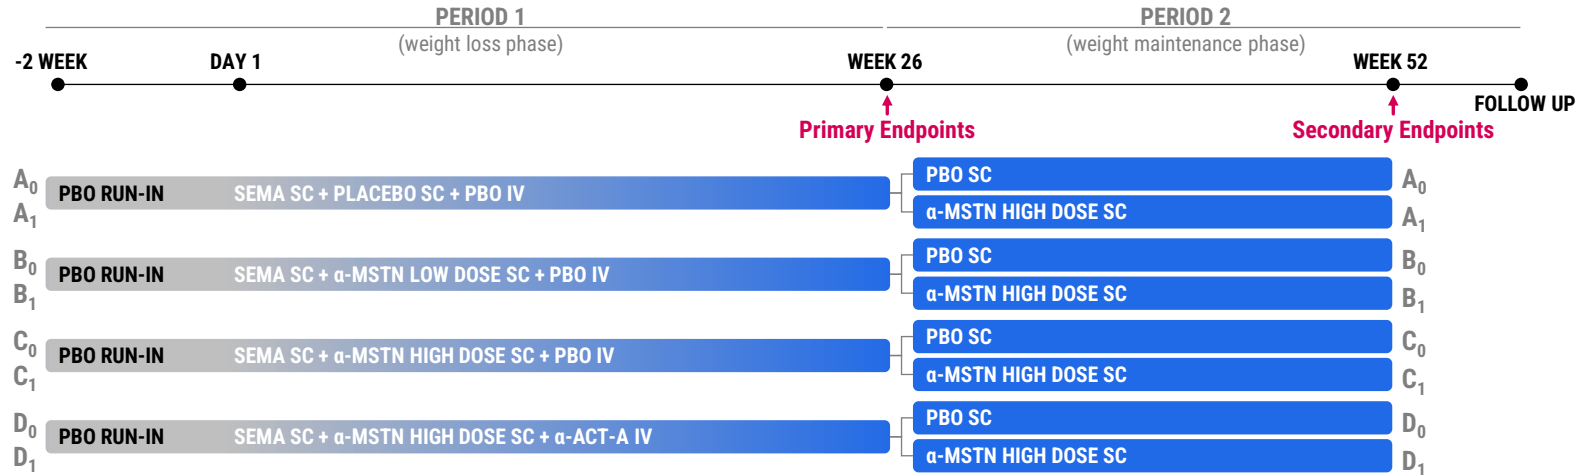 PERIOD 1
PERIOD 2
(weight loss phase)
(weight maintenance phase)
-2 WEEK
DAY 1
WEEK 26
WEEK 52
FOLLOW UP
Primary Endpoints
Secondary Endpoints
A₀
A₁
PBO RUN-IN
SEMA SC + PLACEBO SC + PBO IV
PBO SC
α-MSTN HIGH DOSE SC
A₀
A₁
B₀
B₁
PBO RUN-IN
SEMA SC + α-MSTN LOW DOSE SC + PBO IV
PBO SC
α-MSTN HIGH DOSE SC
B₀
B₁
C₀
C₁
PBO RUN-IN
SEMA SC + α-MSTN HIGH DOSE SC + PBO IV
PBO SC
α-MSTN HIGH DOSE SC
C₀
C₁
D₀
D₁
PBO RUN-IN
SEMA SC + α-MSTN HIGH DOSE SC + α-ACT-A IV
PBO SC
α-MSTN HIGH DOSE SC
D₀
D₁